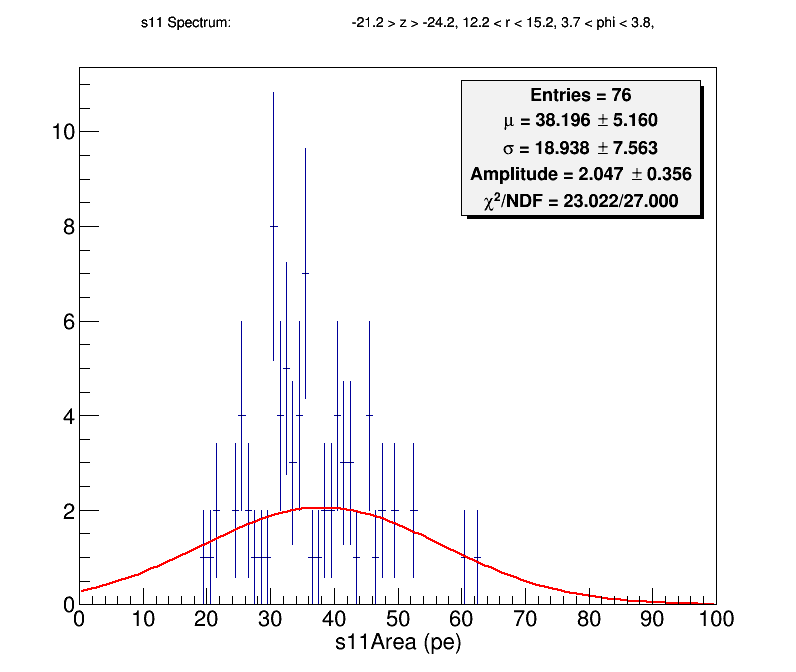 s11 Spectrum: -21.2 > z > -24.2, 12.2 < r < 15.2, 3.7 < phi < 3.8,
Entries = 76
μ = 38.196 ± 5.160
σ = 18.938 ± 7.563
Amplitude = 2.047 ± 0.356
χ²/NDF = 23.022/27.000
10
8
6
4
2
0
0 10 20 30 40 50 60 70 80 90 100
s11Area (pe)